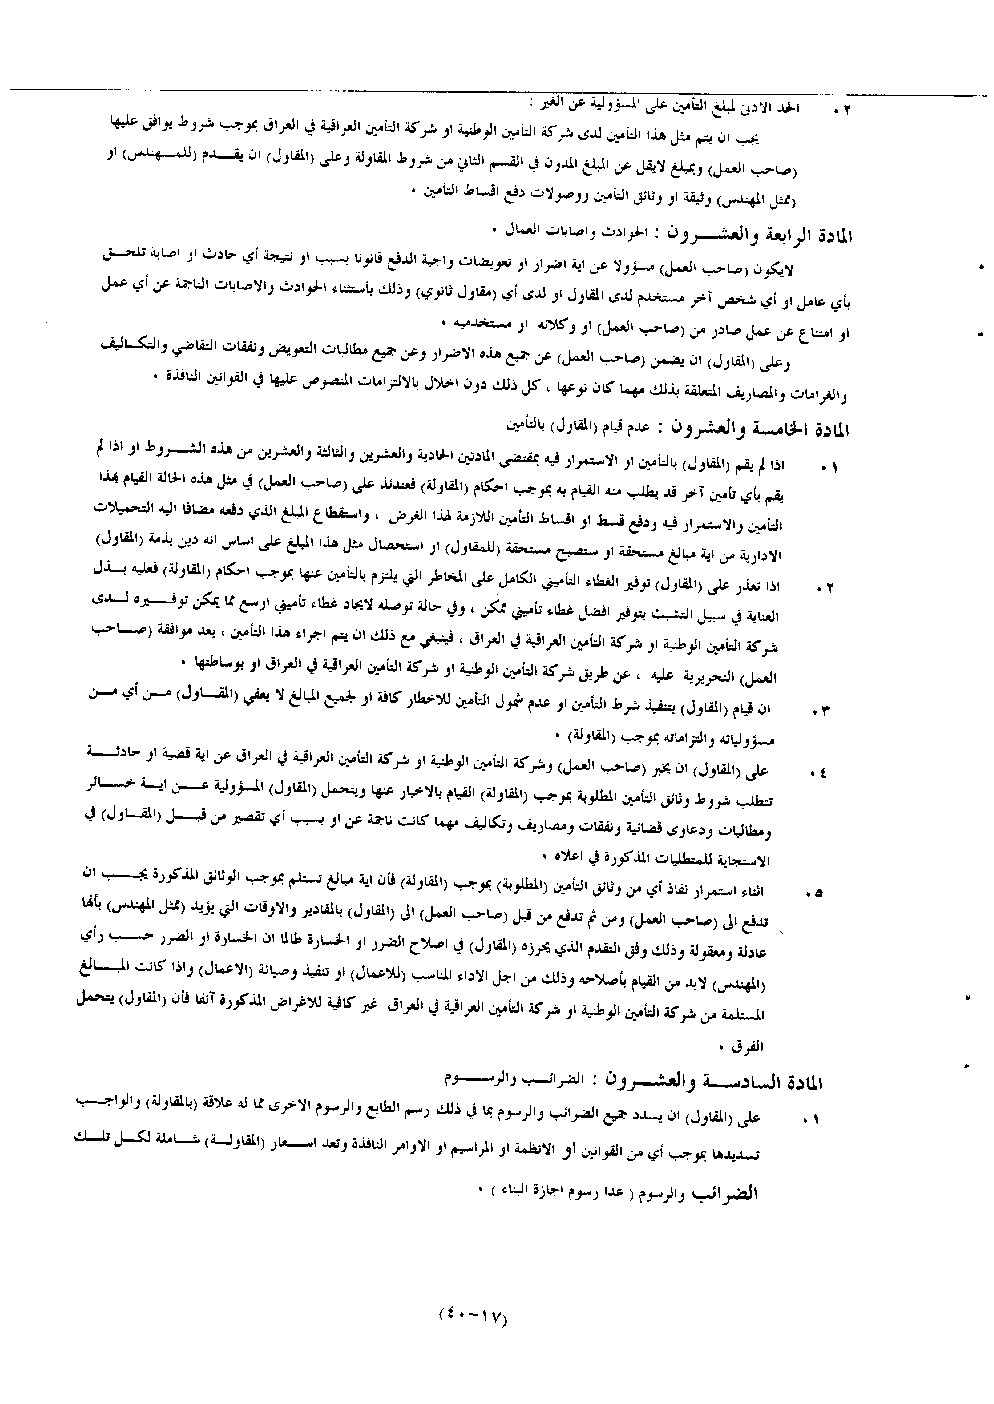 ٢٠ الحد الادنى لمبلغ التأمين على المسؤولية عن الغير :
يجب ان يتم مثل هذا التأمين لدى شركة التأمين الوطنية او شركة التأمين العراقية في العراق بموجب شروط يوافق عليها
(صاحب العمل) وبمبلغ لايقل عن المبلغ المدون في القسم الثاني من شروط المقاولة وعلى (المقاول) ان يقدم (للمهندس) او
(ممثل المهندس) وثيقة او وثائق التأمين ووصولات دفع اقساط التأمين ٠
المادة الرابعة والعشرون : الحوادث واصابات العمال ٠
لايكون (صاحب العمل) مسؤولا عن اية اضرار او تعويضات واجبة الدفع قانونا بسبب او نتيجة أي حادث او اصابة تلحق
بأي عامل او أي شخص آخر مستخدم لدى المقاول او لدى أي (مقاول ثانوي) وذلك بأستثناء الحوادث والاصابات الناجمة عن أي عمل
او امتناع عن عمل صادر من (صاحب العمل) او وكلائه او مستخدميه ٠
وعلى (المقاول) ان يضمن (صاحب العمل) عن جميع هذه الاضرار وعن جميع مطالبات التعويض ونفقات التقاضي والتكاليف
والغرامات والمصاريف المتعلقة بذلك مهما كان نوعها ، كل ذلك دون اخلال بالالتزامات المنصوص عليها في القوانين النافذة ٠
المادة الخامسة والعشرون : عدم قيام (المقاول) بالتأمين
١٠ اذا لم يقم (المقاول) بالتأمين او الاستمرار فيه بمقتضى المادتين الحادية والعشرين والثالثة والعشرين من هذه الشروط او اذا لم
يقم بأي تأمين آخر قد يطلب منه القيام به بموجب احكام (المقاولة) فعندئذ على (صاحب العمل) في مثل هذه الحالة القيام بهذا
التأمين والاستمرار فيه ودفع قسط او اقساط التأمين اللازمة لهذا الغرض ، واستقطاع المبلغ الذي دفعه مضافا اليه التحميلات
الادارية من اية مبالغ مستحقة او ستصبح مستحقة (للمقاول) او استحصال مثل هذا المبلغ على اساس انه دين بذمة (المقاول)
٢٠ اذا تعذر على (المقاول) توفير الغطاء التأميني الكامل على المخاطر التي يلتزم بالتأمين عنها بموجب احكام (المقاولة) فعليه بذل
العناية في سبيل التثبت بتوفير افضل غطاء تأميني ممكن ، وفي حالة توصله لايجاد غطاء تأميني اوسع مما يمكن توفيره لدى
شركة التأمين الوطنية او شركة التأمين العراقية في العراق ، فينبغي مع ذلك ان يتم اجراء هذا التأمين ، بعد موافقة (صاحب
العمل) التحريرية عليه ، عن طريق شركة التأمين الوطنية او شركة التأمين العراقية في العراق او بوساطتها ٠
٣٠ ان قيام (المقاول) بتنفيذ شرط التأمين او عدم شمول التأمين للاخطار كافة او لجميع المبالغ لا يعفي (المقاول) من أي من
مسؤولياته والتزاماته بموجب (المقاولة) ٠
٤٠ على (المقاول) ان يخبر (صاحب العمل) وشركة التأمين الوطنية او شركة التأمين العراقية في العراق عن اية قضية او حادثة
تتطلب شروط وثائق التأمين المطلوبة بموجب (المقاولة) القيام بالاخبار عنها ويتحمل (المقاول) المسؤولية عن اية خسائر
ومطالبات ودعاوى قضائية ونفقات ومصاريف وتكاليف مهما كانت ناجمة عن او بسبب أي تقصير من قبل (المقاول) في
الاستجابة للمتطلبات المذكورة في اعلاه ٠
٥٠ اثناء استمرار نفاذ أي من وثائق التأمين (المطلوبة) بموجب (المقاولة) فأن اية مبالغ تستلم بموجب الوثائق المذكورة يجب ان
تدفع الى (صاحب العمل) ومن ثم تدفع من قبل (صاحب العمل) الى (المقاول) بالمقادير والاوقات التي يؤيد (ممثل المهندس) بأنها
عادلة ومعقولة وذلك وفق التقدم الذي يحرزه (المقاول) في اصلاح الضرر او الخسارة طالما ان الخسارة او الضرر حسب رأي
(المهندس) لابد من القيام بأصلاحه وذلك من اجل الاداء المناسب (للاعمال) او تنفيذ وصيانة (الاعمال) واذا كانت المبالغ
المستلمة من شركة التأمين الوطنية او شركة التأمين العراقية في العراق غير كافية للاغراض المذكورة آنفا فأن (المقاول) يتحمل
الفرق ٠
المادة السادسة والعشرون : الضرائب والرسوم
١٠ على (المقاول) ان يسدد جميع الضرائب والرسوم بما في ذلك رسم الطابع والرسوم الاخرى مما له علاقة (بالمقاولة) والواجب
تسديدها بموجب أي من القوانين أو الانظمة او المراسيم او الاوامر النافذة وتعد اسعار (المقاولة) شاملة لكل تلك
الضرائب والرسوم ( عدا رسوم اجازة البناء ) ٠
(١٧-٤٠)